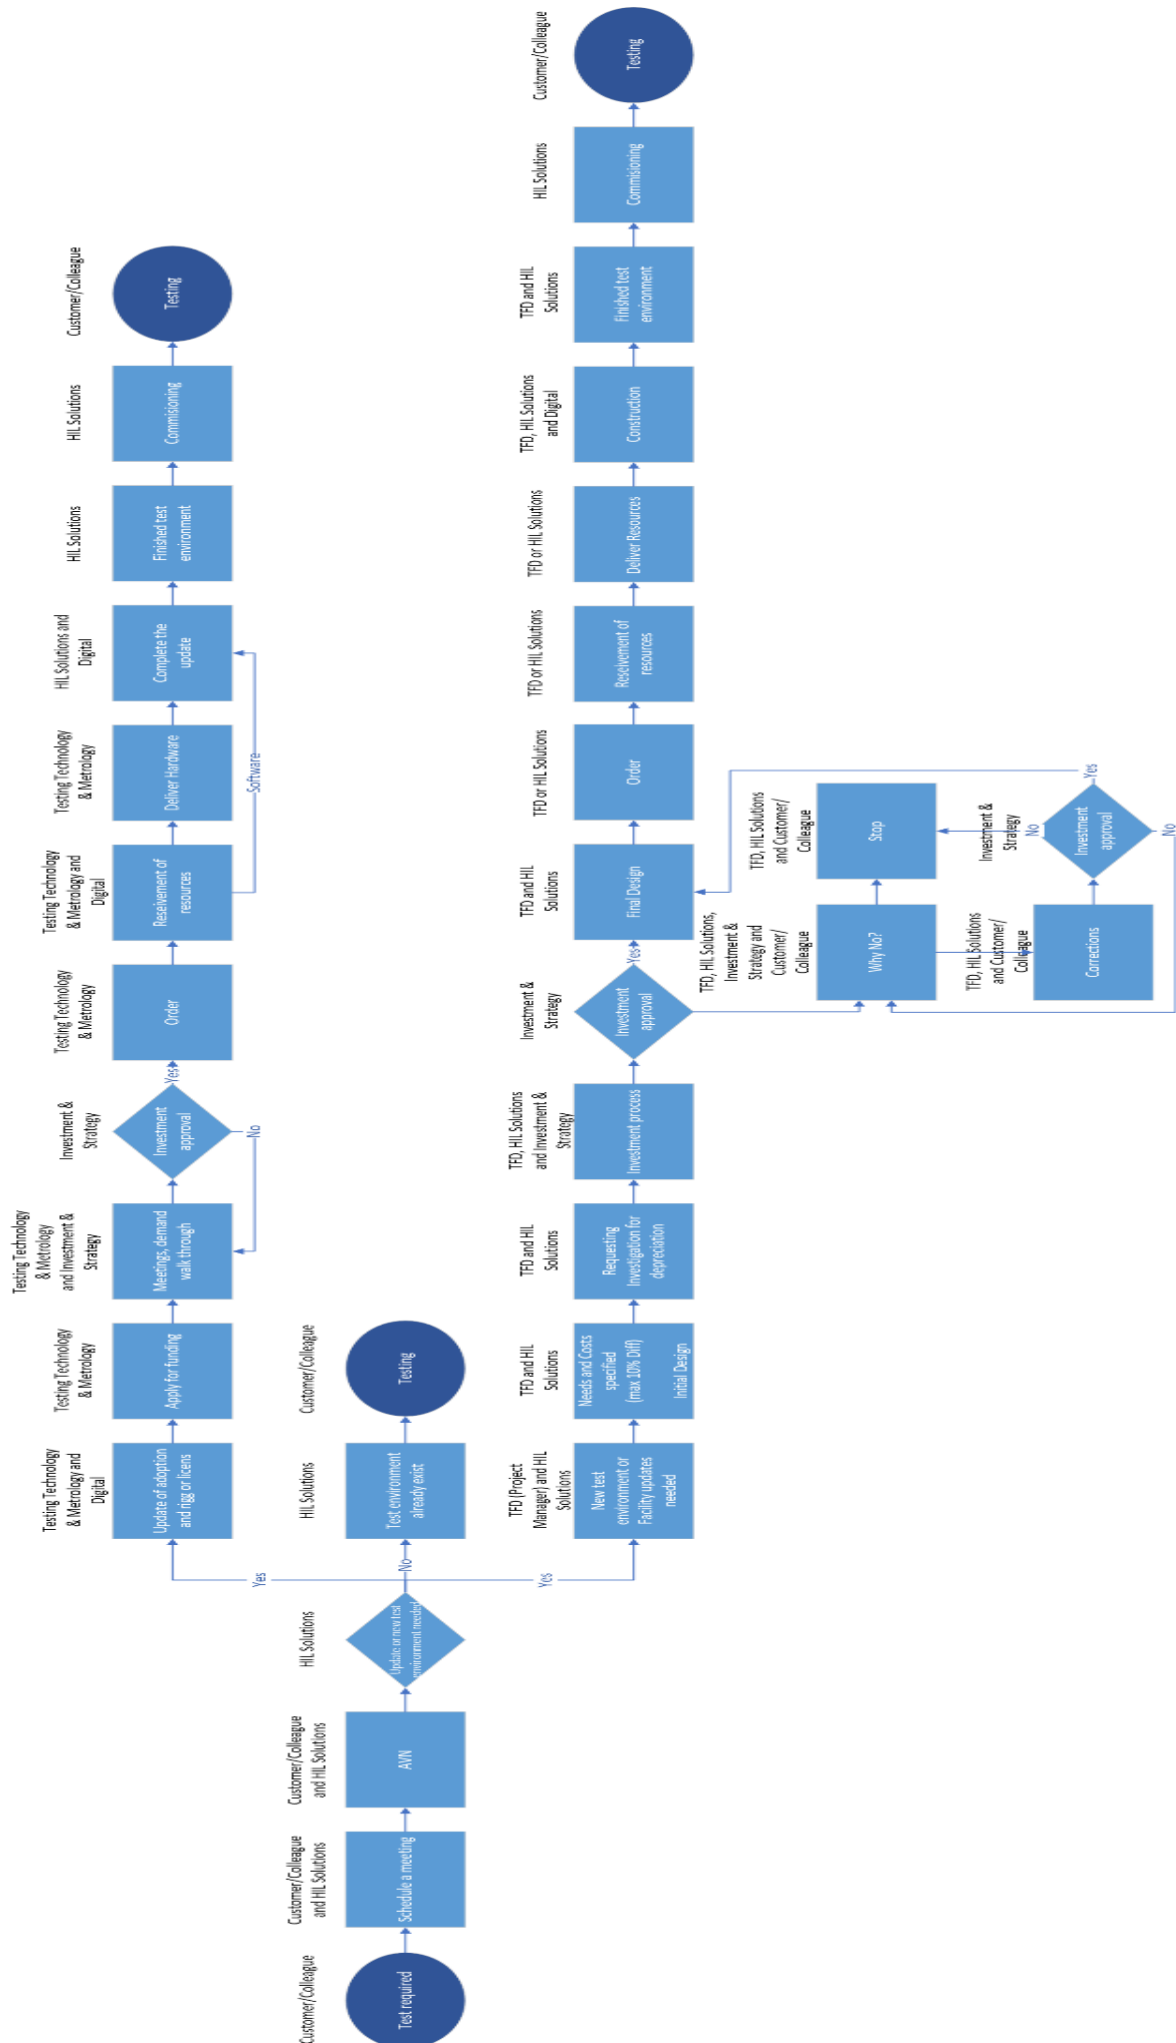 Customer/Colleague
Test required
Customer/Colleague
and HIL Solutions
Schedule a meeting
Customer/Colleague
and HIL Solutions
AVN
HIL Solutions
Update or new test
environment needed
Yes
No
Yes
Testing Technology
& Metrology and
Digital
Update of adoption
and rigg or licens
Testing Technology
& Metrology
Apply for funding
Testing Technology
& Metrology
and Investment &
Strategy
Meetings, demand
walk through
Investment &
Strategy
Investment
approval
Yes
No
Testing Technology
& Metrology
Order
Testing Technology
& Metrology and
Digital
Reseivement of
resources
Software
Testing Technology
& Metrology
Deliver Hardware
HIL Solutions and
Digital
Complete the
update
HIL Solutions
Finished test
environment
HIL Solutions
Commisioning
Customer/Colleague
Testing
HIL Solutions
Test environment
already exist
Customer/Colleague
Testing
TFD (Project
Manager) and HIL
Solutions
New test
environment or
Facility updates
needed
TFD and HIL
Solutions
Needs and Costs
specified
(max 10% Diff)
Initial Design
TFD and HIL
Solutions
Requesting
Investigation for
depreciation
TFD, HIL Solutions
and Investment &
Strategy
Investment process
Investment &
Strategy
Investment
approval
Yes
TFD and HIL
Solutions
Final Design
TFD or HIL Solutions
Order
TFD or HIL Solutions
Reseivement of
resources
TFD or HIL Solutions
Deliver Resources
TFD, HIL Solutions
and Digital
Construction
TFD and HIL
Solutions
Finished test
environment
HIL Solutions
Commisioning
Customer/Colleague
Testing
TFD, HIL Solutions,
Investment &
Strategy and
Customer/
Colleague
Why No?
TFD, HIL Solutions
and Customer/
Colleague
Stop
TFD, HIL Solutions
and Customer/
Colleague
Corrections
Investment &
Strategy
Investment
approval
No
Yes
No